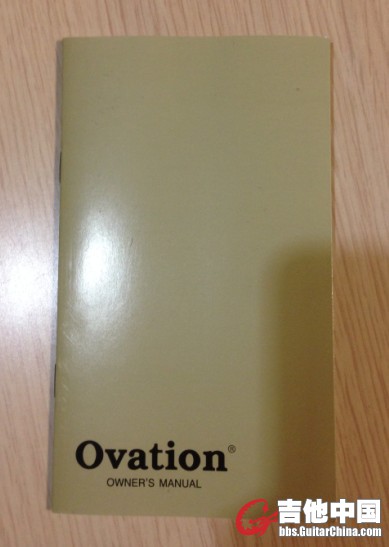 Ovation®
OWNER'S MANUAL
吉他中国
bbs.GuitarChina.com